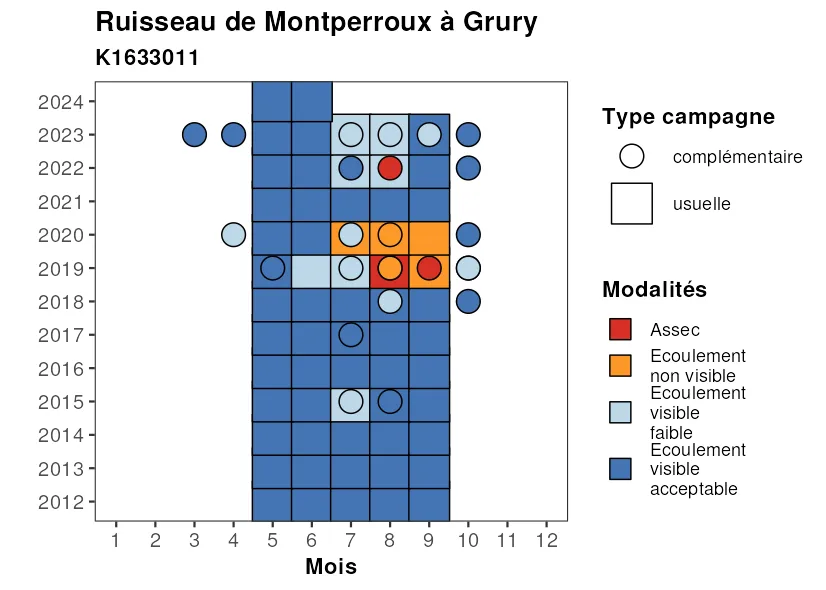 Ruisseau de Montperroux à Grury
K1633011
2024
2023
2022
2021
2020
2019
2018
2017
2016
2015
2014
2013
2012
1 2 3 4 5 6 7 8 9 10 11 12
Mois
Type campagne
complémentaire
usuelle
Modalités
Assec
Ecoulement
non visible
Ecoulement
visible
faible
Ecoulement
visible
acceptable